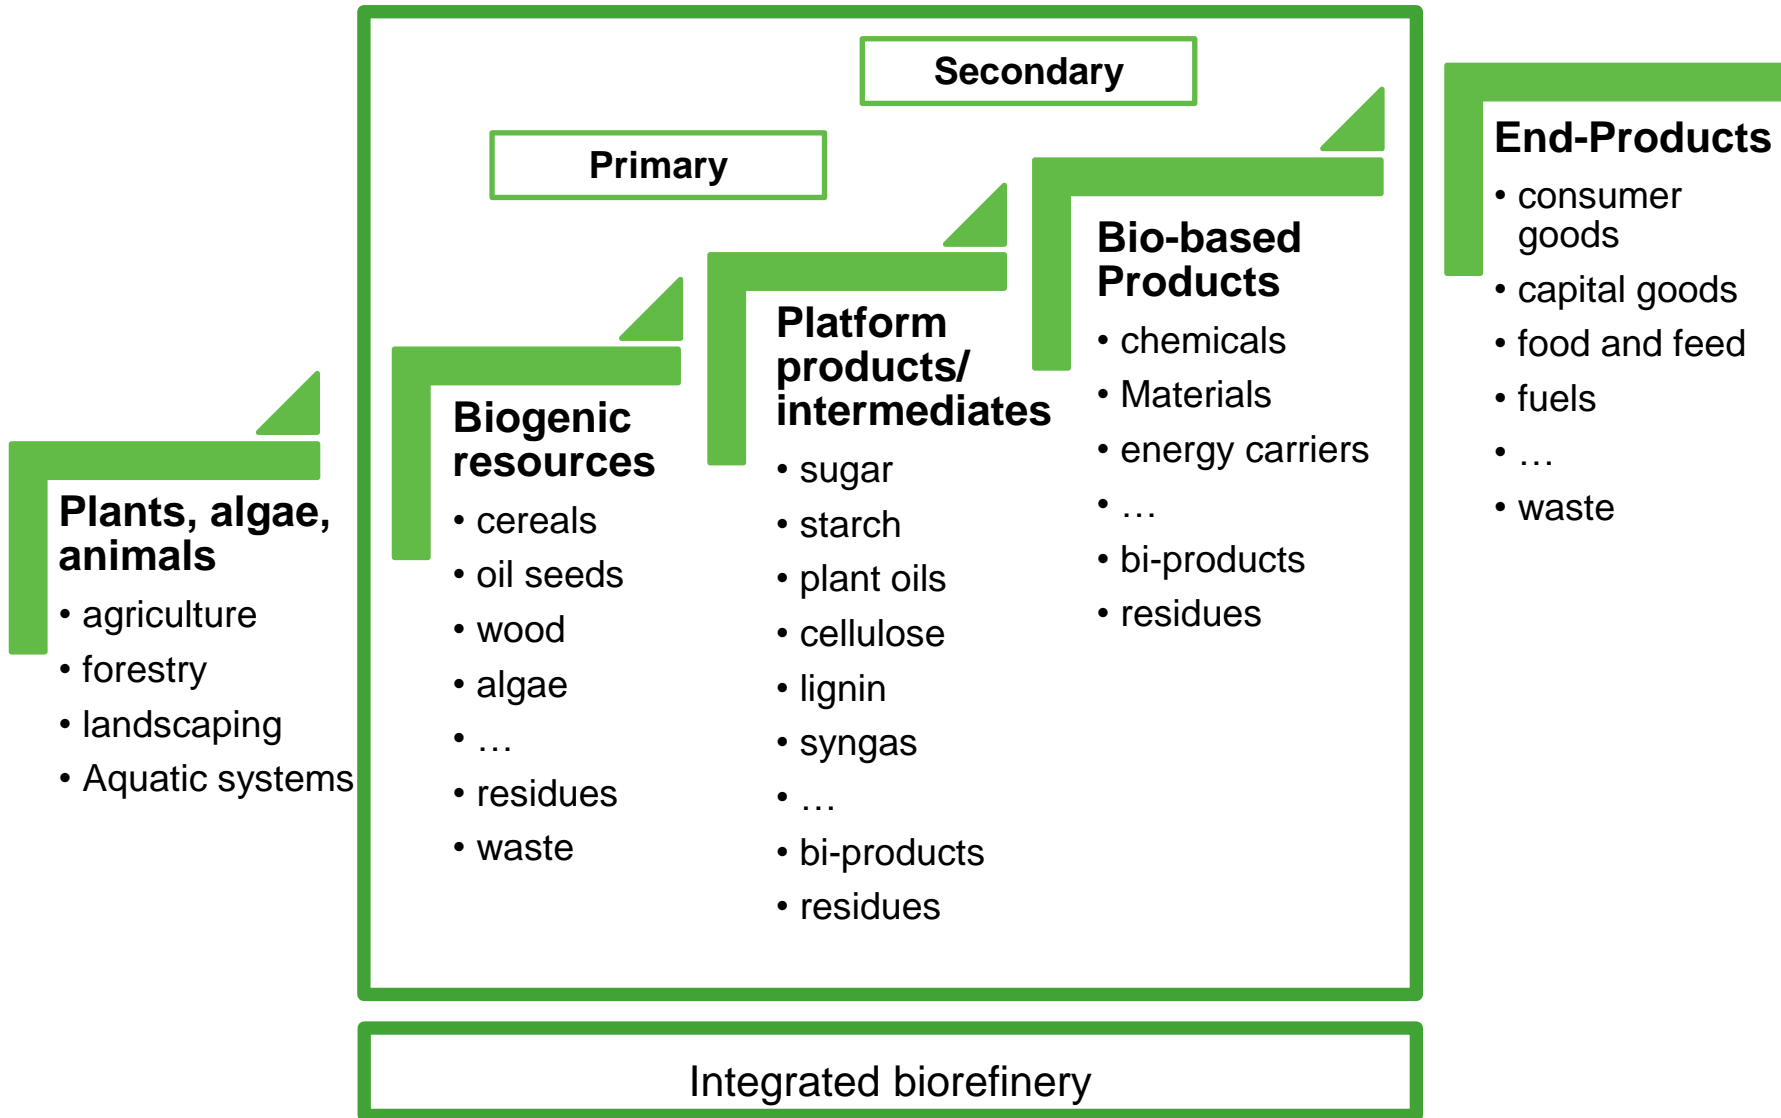 Secondary
Primary
Plants, algae,
animals
• agriculture
• forestry
• landscaping
• Aquatic systems
Biogenic
resources
• cereals
• oil seeds
• wood
• algae
• …
• residues
• waste
Platform
products/
intermediates
• sugar
• starch
• plant oils
• cellulose
• lignin
• syngas
• …
• bi-products
• residues
Bio-based
Products
• chemicals
• Materials
• energy carriers
• …
• bi-products
• residues
End-Products
• consumer
goods
• capital goods
• food and feed
• fuels
• …
• waste
Integrated biorefinery